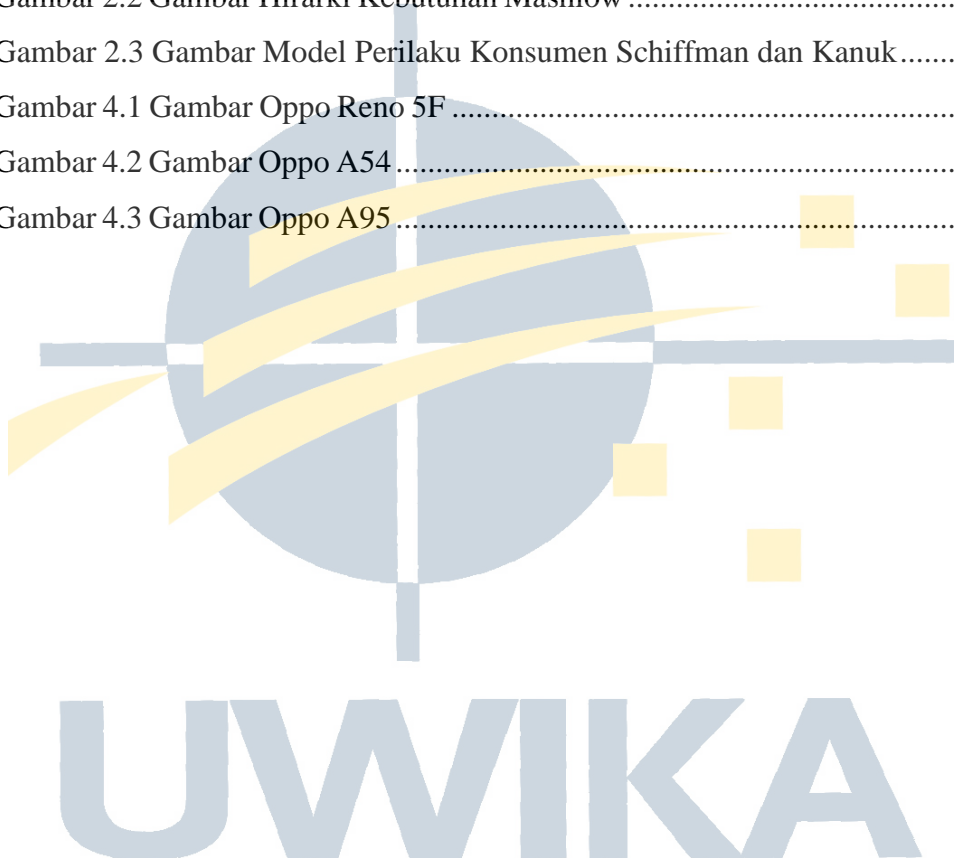 Gambar 2.2 Gambar Hirarki Kebutuhan Mashlow ........................................
Gambar 2.3 Gambar Model Perilaku Konsumen Schiffman dan Kanuk.......
Gambar 4.1 Gambar Oppo Reno 5F ................................................................
Gambar 4.2 Gambar Oppo A54.......................................................................
Gambar 4.3 Gambar Oppo A95.......................................................................
UWIKA